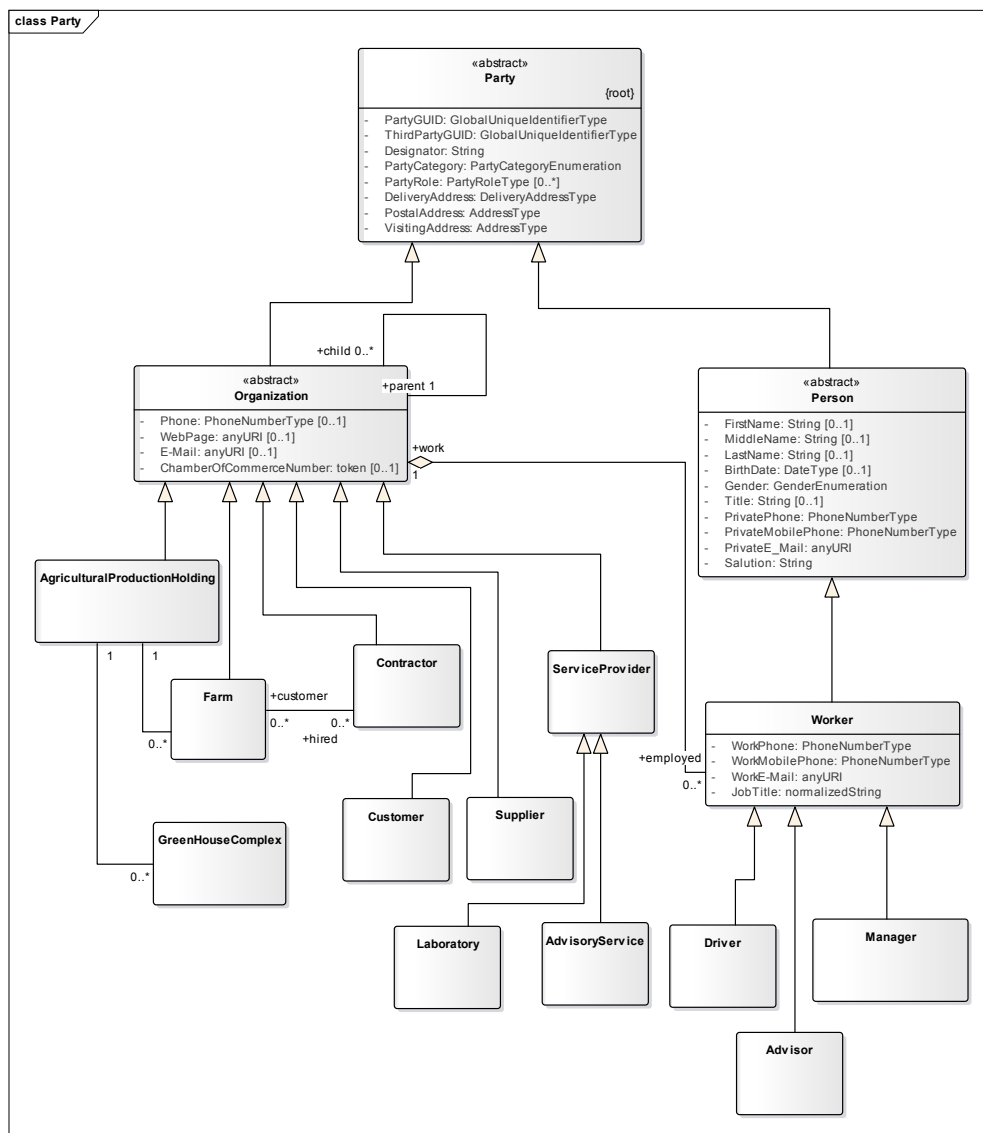 class Party
«abstract»
Party
{root}
- PartyGUID: GlobalUniqueIdentifierType
- ThirdPartyGUID: GlobalUniqueIdentifierType
- Designator: String
- PartyCategory: PartyCategoryEnumeration
- PartyRole: PartyRoleType [0..*]
- DeliveryAddress: DeliveryAddressType
- PostalAddress: AddressType
- VisitingAddress: AddressType
+child 0..*
+parent 1
«abstract»
Organization
- Phone: PhoneNumberType [0..1]
- WebPage: anyURI [0..1]
- E-Mail: anyURI [0..1]
- ChamberOfCommerceNumber: token [0..1]
+work
1
«abstract»
Person
- FirstName: String [0..1]
- MiddleName: String [0..1]
- LastName: String [0..1]
- BirthDate: DateType [0..1]
- Gender: GenderEnumeration
- Title: String [0..1]
- PrivatePhone: PhoneNumberType
- PrivateMobilePhone: PhoneNumberType
- PrivateE_Mail: anyURI
- Salution: String
AgriculturalProductionHolding
1
1
Farm
0..*
+customer
0..*
0..*
+hired
Contractor
ServiceProvider
Worker
- WorkPhone: PhoneNumberType
- WorkMobilePhone: PhoneNumberType
- WorkE-Mail: anyURI
- JobTitle: normalizedString
+employed
0..*
Customer
Supplier
GreenHouseComplex
0..*
Laboratory
AdvisoryService
Driver
Manager
Advisor